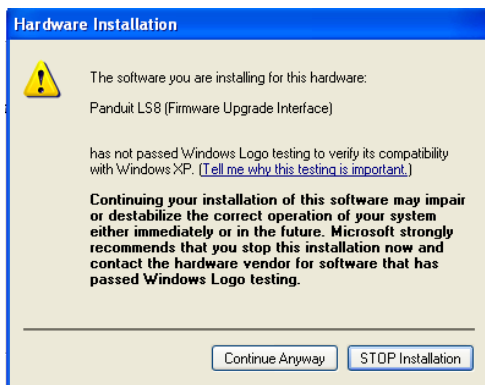 Hardware Installation
The software you are installing for this hardware:
Panduit LS8 (Firmware Upgrade Interface)
has not passed Windows Logo testing to verify its compatibility
with Windows XP. (Tell me why this testing is important.)
Continuing your installation of this software may impair
or destabilize the correct operation of your system
either immediately or in the future. Microsoft strongly
recommends that you stop this installation now and
contact the hardware vendor for software that has
passed Windows Logo testing.
Continue Anyway STOP Installation